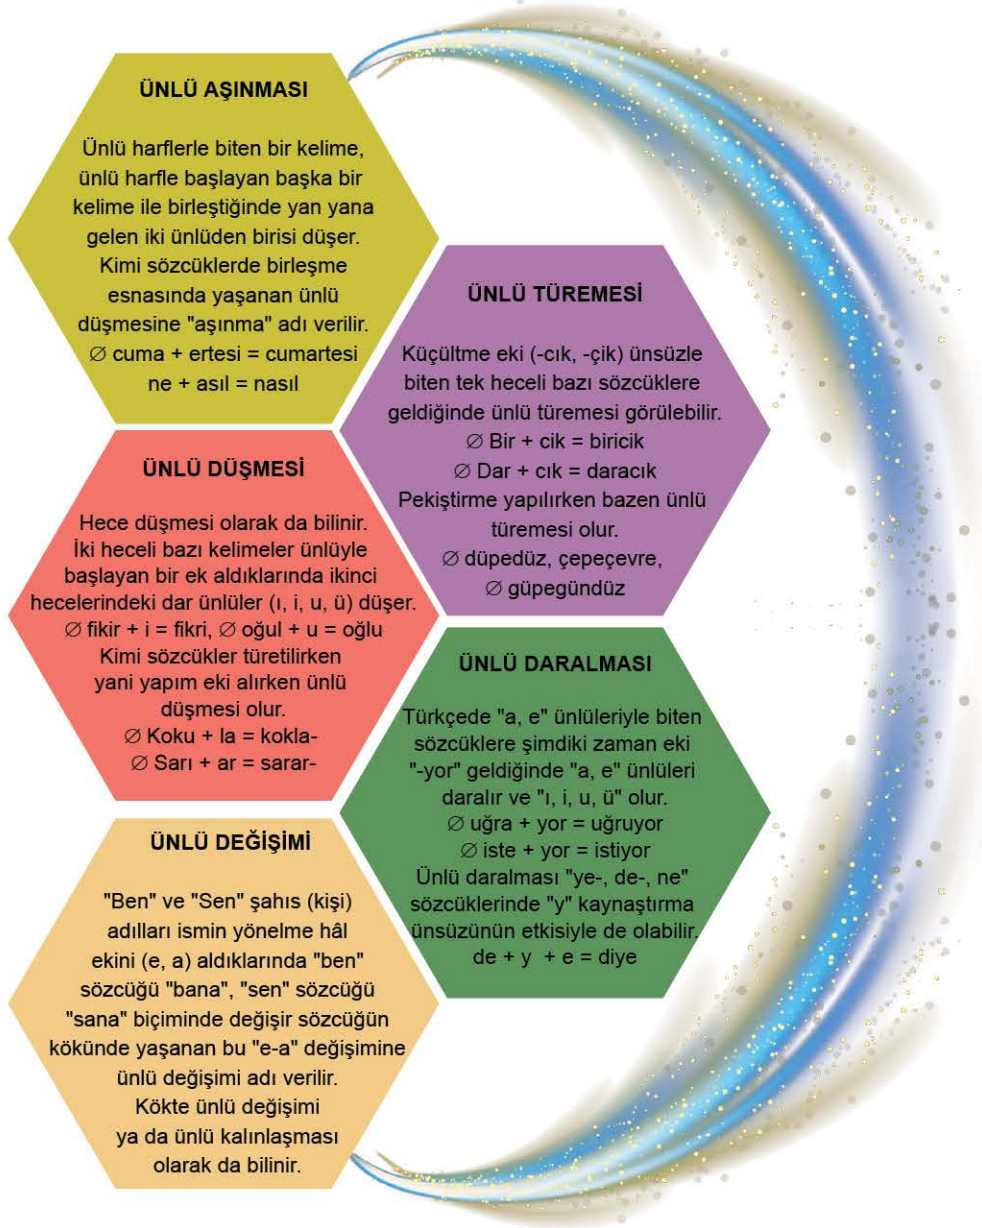 ÜNLÜ AŞINMASI
Ünlü harflerle biten bir kelime,
ünlü harfle başlayan başka bir
kelime ile birleştiğinde yan yana
gelen iki ünlüden birisi düşer.
Kimi sözcüklerde birleşme
esnasında yaşanan ünlü
düşmesine "aşınma" adı verilir.
∅ cuma + ertesi = cumartesi
ne + asıl = nasıl
ÜNLÜ TÜREMESİ
Küçültme eki (-cık, -çik) ünsüzle
biten tek heceli bazı sözcüklere
geldiğinde ünlü türemesi görülebilir.
∅ Bir + cik = biricik
∅ Dar + cık = daracık
Pekiştirme yapılırken bazen ünlü
türemesi olur.
∅ düpedüz, çepeçevre,
∅ güpegündüz
ÜNLÜ DÜŞMESİ
Hece düşmesi olarak da bilinir.
İki heceli bazı kelimeler ünlüyle
başlayan bir ek aldıklarında ikinci
hecelerindeki dar ünlüler (ı, i, u, ü) düşer.
∅ fikir + i = fikri, ∅ oğul + u = oğlu
Kimi sözcükler türetilirken
yani yapım eki alırken ünlü
düşmesi olur.
∅ Koku + la = kokla-
∅ Sarı + ar = sarar-
ÜNLÜ DARALMASI
Türkçede "a, e" ünlüleriyle biten
sözcüklere şimdiki zaman eki
"-yor" geldiğinde "a, e" ünlüleri
daralır ve "ı, i, u, ü" olur.
∅ uğra + yor = uğruyor
∅ iste + yor = istiyor
Ünlü daralması "ye-, de-, ne"
sözcüklerinde "y" kaynaştırma
ünsüzünün etkisiyle de olabilir.
de + y + e = diye
ÜNLÜ DEĞİŞİMİ
"Ben" ve "Sen" şahıs (kişi)
adılları ismin yönelme hâl
ekini (e, a) aldıklarında "ben"
sözcüğü "bana", "sen" sözcüğü
"sana" biçiminde değişir sözcüğün
kökünde yaşanan bu "e-a" değişimine
ünlü değişimi adı verilir.
Kökte ünlü değişimi
ya da ünlü kalınlaşması
olarak da bilinir.